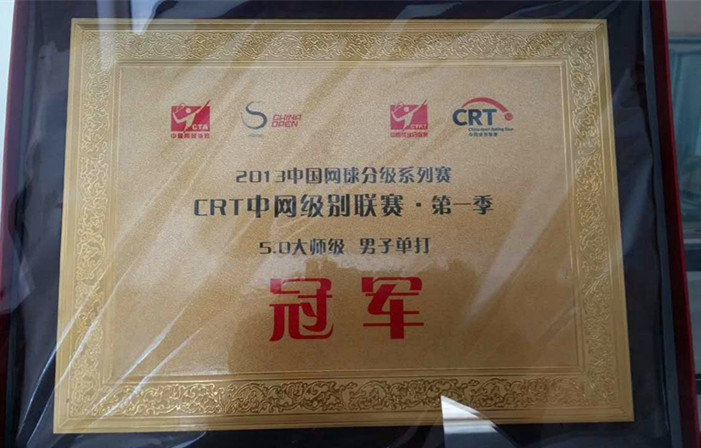 CTA
CHINA OPEN
CRT
2013中国网球分级系列赛
CRT中网级别联赛·第一季
5.0大师级 男子单打
冠军